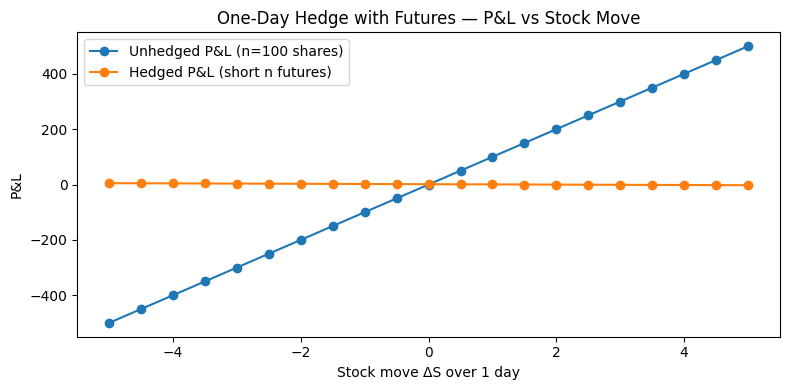 One-Day Hedge with Futures — P&L vs Stock Move
Unhedged P&L (n=100 shares)
Hedged P&L (short n futures)
P&L
400
200
0
−200
−400
−4
−2
0
2
4
Stock move ΔS over 1 day